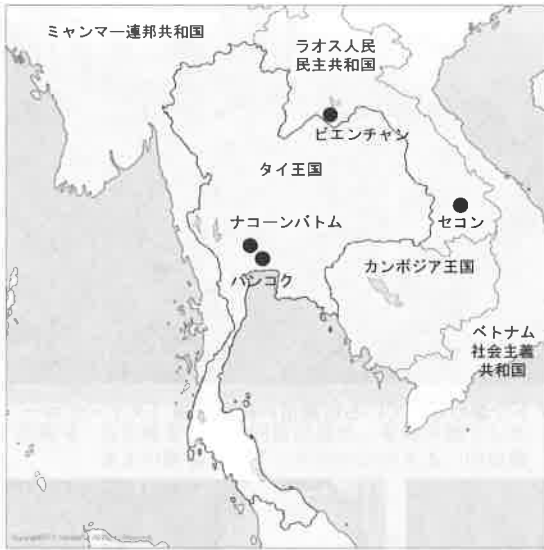 ミャンマー連邦共和国
ラオス人民
民主共和国
ビエンチャン
タイ王国
ナコーンパトム
セコン
バンコク
カンボジア王国
ベトナム
社会主義
共和国